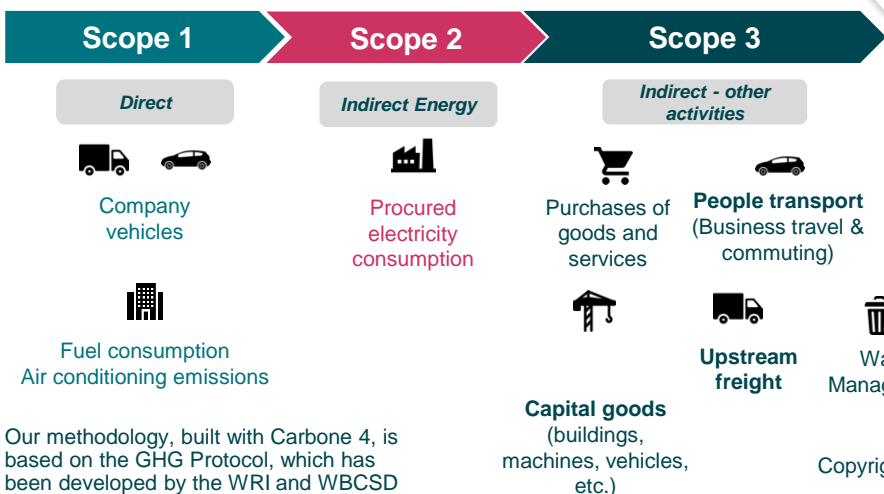 Scope 1
Scope 2
Scope 3
Direct
Indirect Energy
Indirect - other
activities
Company
vehicles
Procured
electricity
consumption
Purchases of
goods and
services
People transport
(Business travel &
commuting)
Fuel consumption
Air conditioning emissions
Upstream
freight
Capital goods
(buildings,
machines, vehicles,
etc.)
Our methodology, built with Carbone 4, is
based on the GHG Protocol, which has
been developed by the WRI and WBCSD